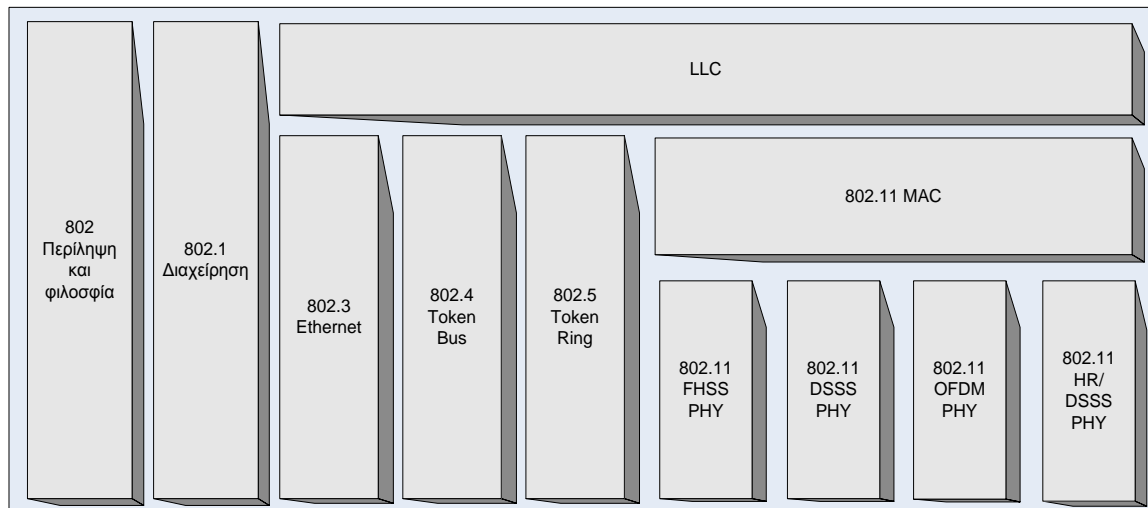 802
Περίληψη
και
φιλοσφία
802.1
Διαχείρηση
LLC
802.3
Ethernet
802.4
Token
Bus
802.5
Token
Ring
802.11 MAC
802.11
FHSS
PHY
802.11
DSSS
PHY
802.11
OFDM
PHY
802.11
HR/
DSSS
PHY